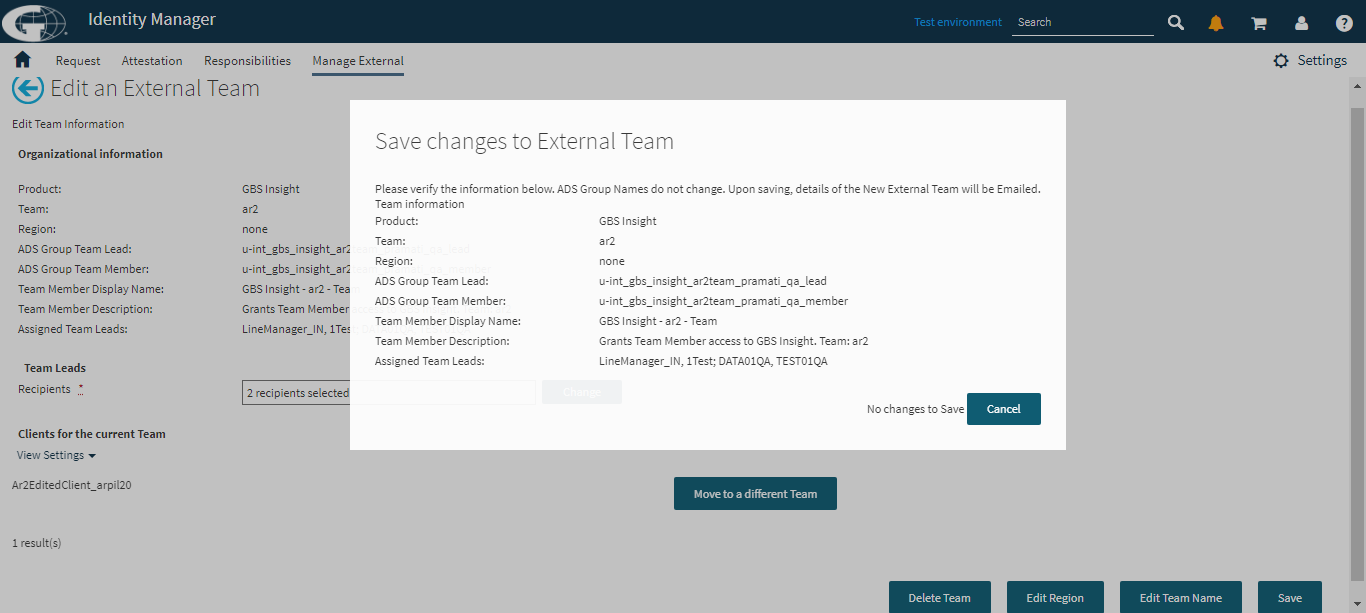 Identity Manager
Test environment
Search
Request
Attestation
Responsibilities
Manage External
Settings
Edit an External Team
Edit Team Information
Organizational information
Product: GBS Insight
Team: ar2
Region: none
ADS Group Team Lead: u-int_gbs_insight_ar2team_pramati_qa_lead
ADS Group Team Member: u-int_gbs_insight_ar2team_pramati_qa_member
Team Member Display Name: GBS Insight - ar2 - Team
Team Member Description: Grants Team Member
Assigned Team Leads: LineManager_IN, 1Test;
Team Leads
Recipients *
2 recipients selected
Change
Clients for the current Team
View Settings
Ar2EditedClient_arpil20
Move to a different Team
1 result(s)
Delete Team
Edit Region
Edit Team Name
Save
Save changes to External Team
Please verify the information below. ADS Group Names do not change. Upon saving, details of the New External Team will be Emailed.
Team information
Product: GBS Insight
Team: ar2
Region: none
ADS Group Team Lead: u-int_gbs_insight_ar2team_pramati_qa_lead
ADS Group Team Member: u-int_gbs_insight_ar2team_pramati_qa_member
Team Member Display Name: GBS Insight - ar2 - Team
Team Member Description: Grants Team Member access to GBS Insight. Team: ar2
Assigned Team Leads: LineManager_IN, 1Test; DATA01QA, TEST01QA
No changes to Save
Cancel